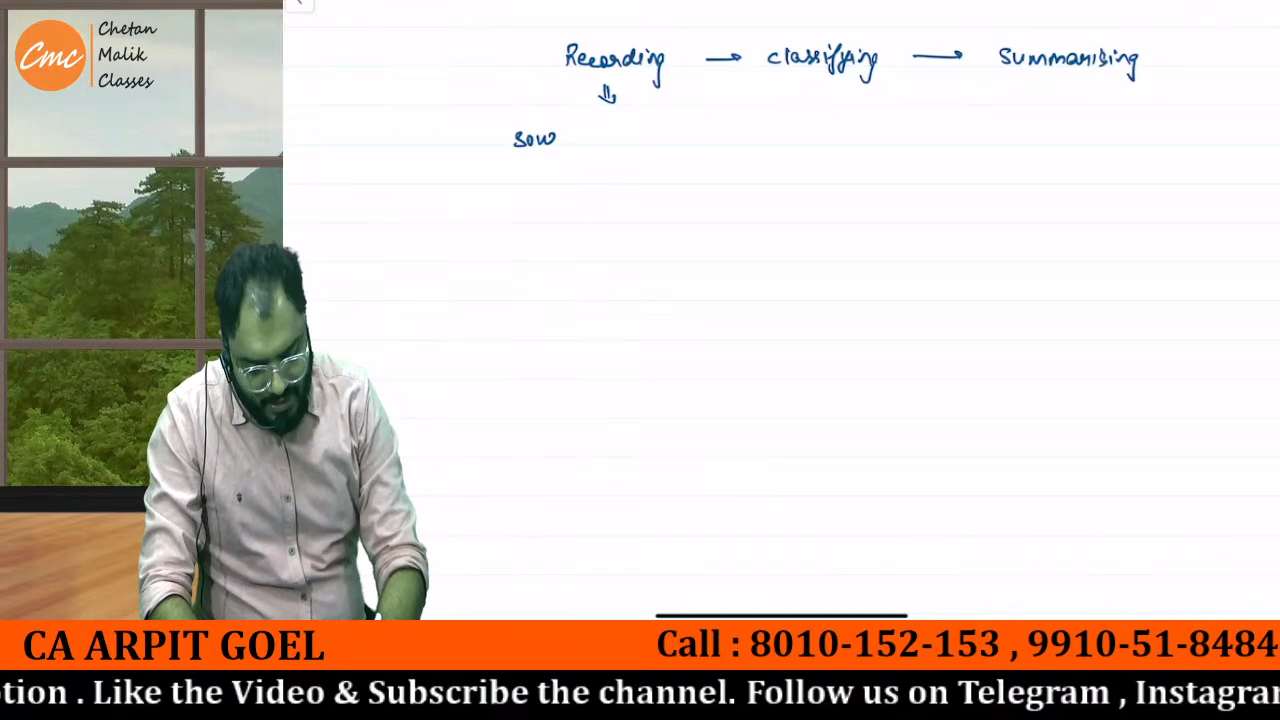 Cmc
Chetan
Malik
Classes
Recording → classifying → Summarising
⇓
sow
CA ARPIT GOEL
Call : 8010-152-153 , 9910-51-8484
otion . Like the Video & Subscribe the channel. Follow us on Telegram , Instagra